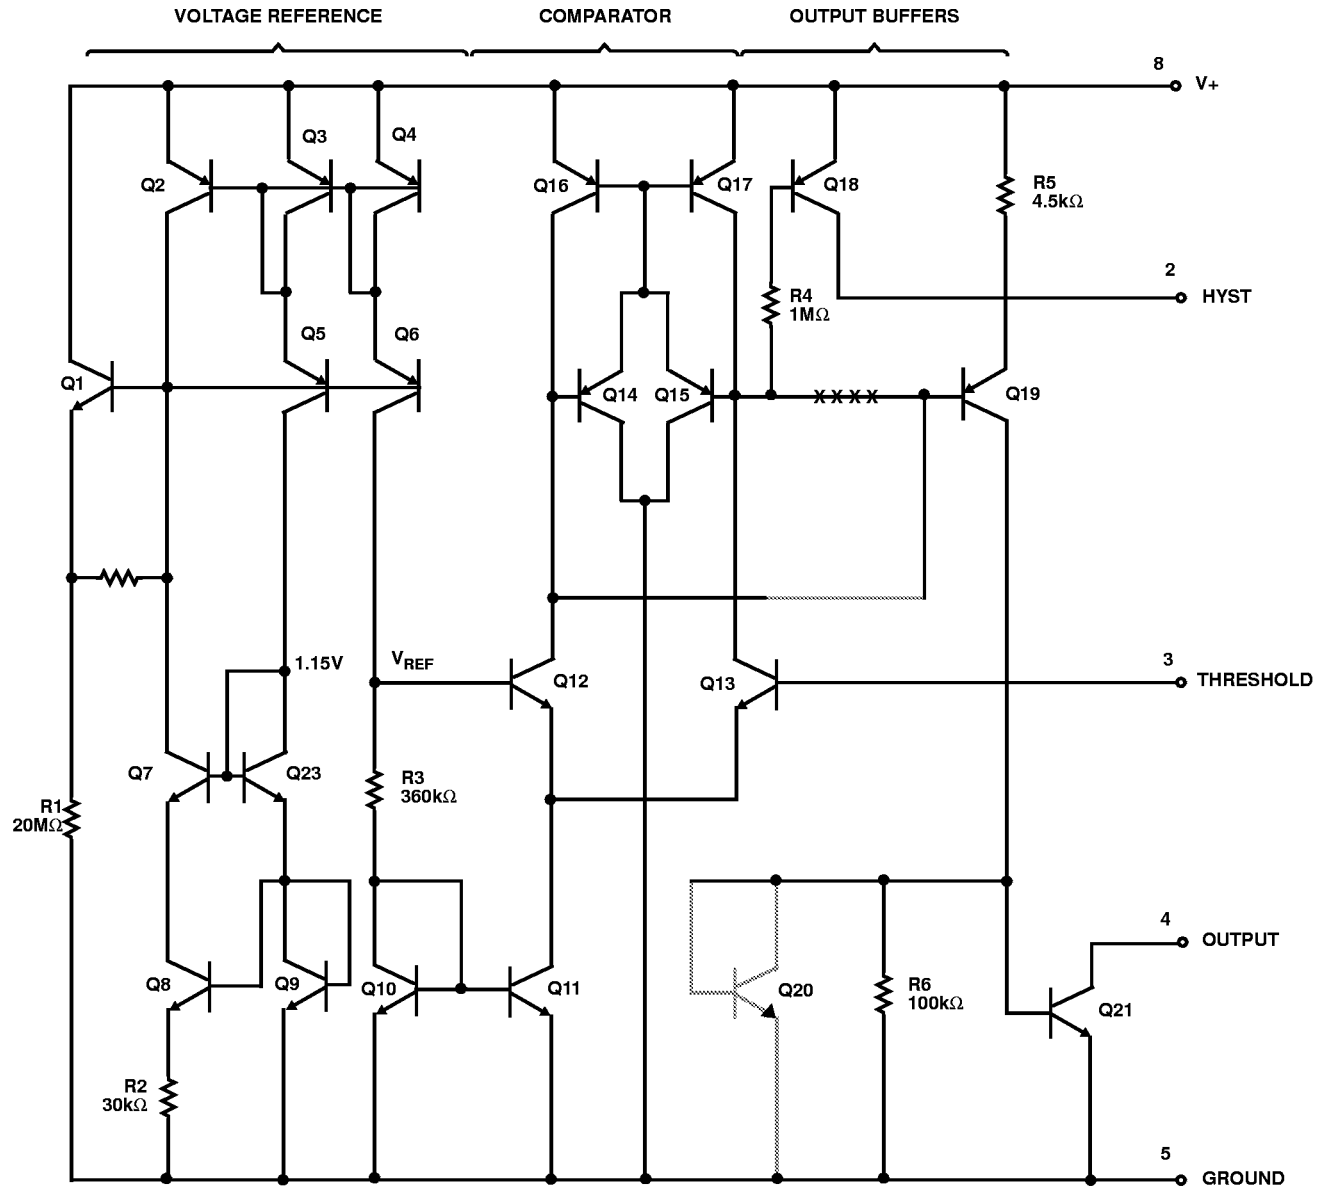 VOLTAGE REFERENCE COMPARATOR OUTPUT BUFFERS
8
V+
Q3 Q4
Q2 Q16 Q17 Q18 R5
4.5kΩ
2
HYST
R4
1MΩ
Q5 Q6
Q1 Q14 Q15 X X X X Q19
1.15V VREF
3
THRESHOLD
Q12 Q13
Q7 Q23 R3
360kΩ
R1
20MΩ
4
OUTPUT
Q8 Q9 Q10 Q11 Q20 R6
100kΩ
Q21
R2
30kΩ
5
GROUND